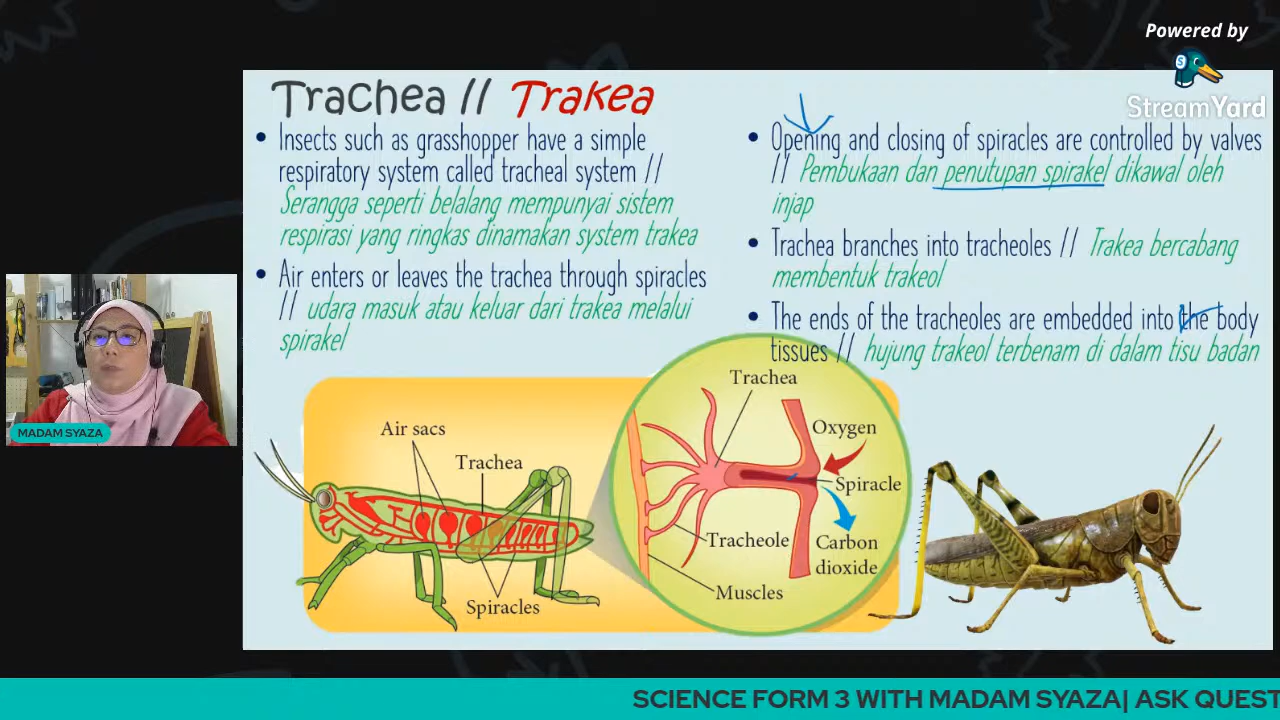 Powered by
StreamYard
Trachea // Trakea
• Insects such as grasshopper have a simple
respiratory system called tracheal system //
Serangga seperti belalang mempunyai sistem
respirasi yang ringkas dinamakan system trakea
• Air enters or leaves the trachea through spiracles
// udara masuk atau keluar dari trakea melalui
spirakel
• Opening and closing of spiracles are controlled by valves
// Pembukaan dan penutupan spirakel dikawal oleh
injap
• Trachea branches into tracheoles // Trakea bercabang
membentuk trakeol
• The ends of the tracheoles are embedded into the body
tissues // hujung trakeol terbenam di dalam tisu badan
Air sacs
Trachea
Spiracles
Trachea
Oxygen
Spiracle
Tracheole
Carbon
dioxide
Muscles
MADAM SYAZA
SCIENCE FORM 3 WITH MADAM SYAZA| ASK QUEST